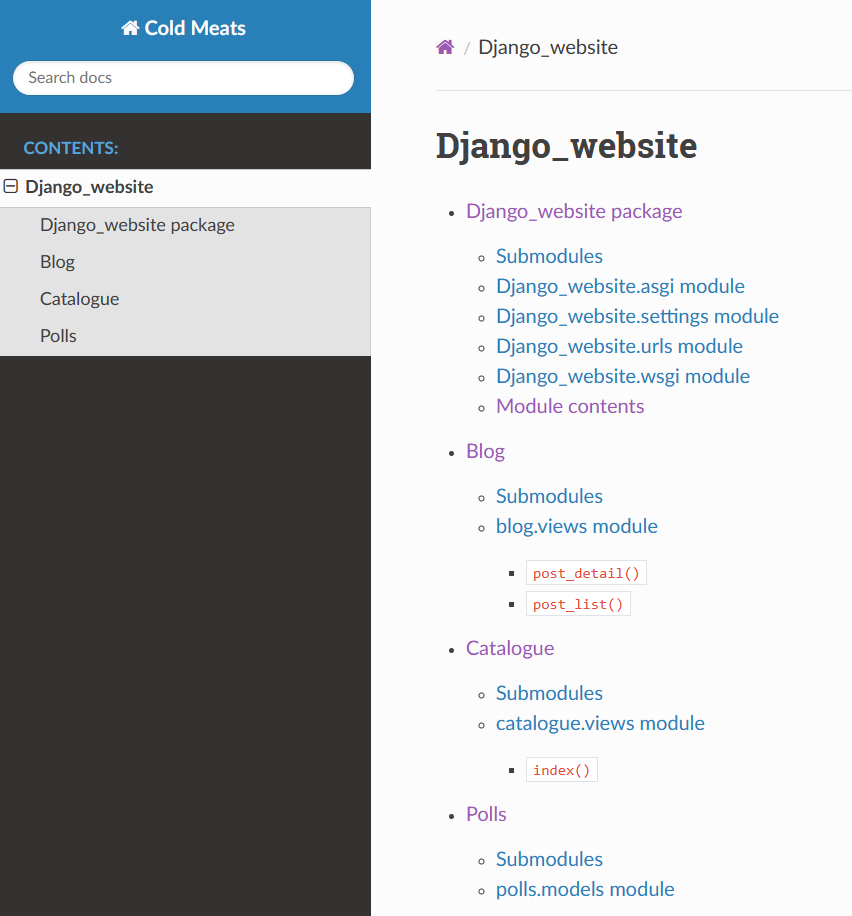 Cold Meats
Search docs
CONTENTS:
Django_website
Django_website package
Blog
Catalogue
Polls
/ Django_website
Django_website
Django_website package
Submodules
Django_website.asgi module
Django_website.settings module
Django_website.urls module
Django_website.wsgi module
Module contents
Blog
Submodules
blog.views module
post_detail()
post_list()
Catalogue
Submodules
catalogue.views module
index()
Polls
Submodules
polls.models module